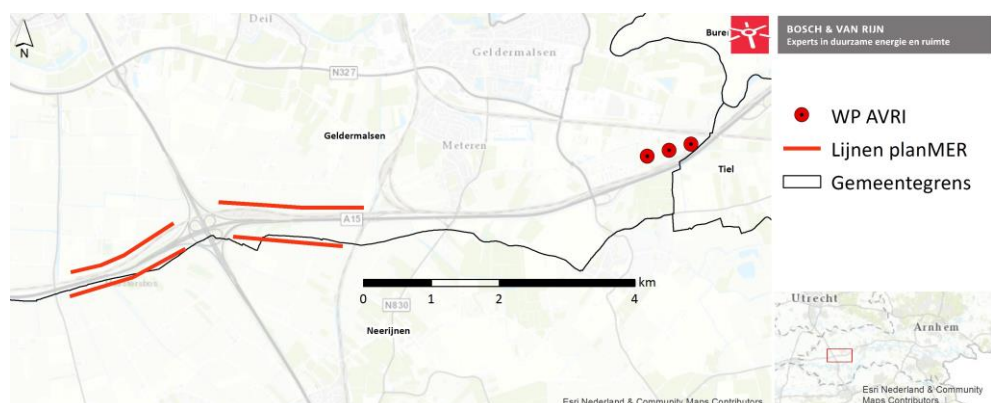 Deil
Buren
N
Geldermalsen
N327
Geldermalsen
Meteren
Tiel
A15
km
0 1 2 4
N830
Neerijnen
Esri Nederland & Community Maps Contributors
BOSCH & VAN RIJN
Experts in duurzame energie en ruimte
WP AVRI
Lijnen planMER
Gemeentegrens
Utrecht
Arnhem
Esri Nederland & Community
Maps Contributors